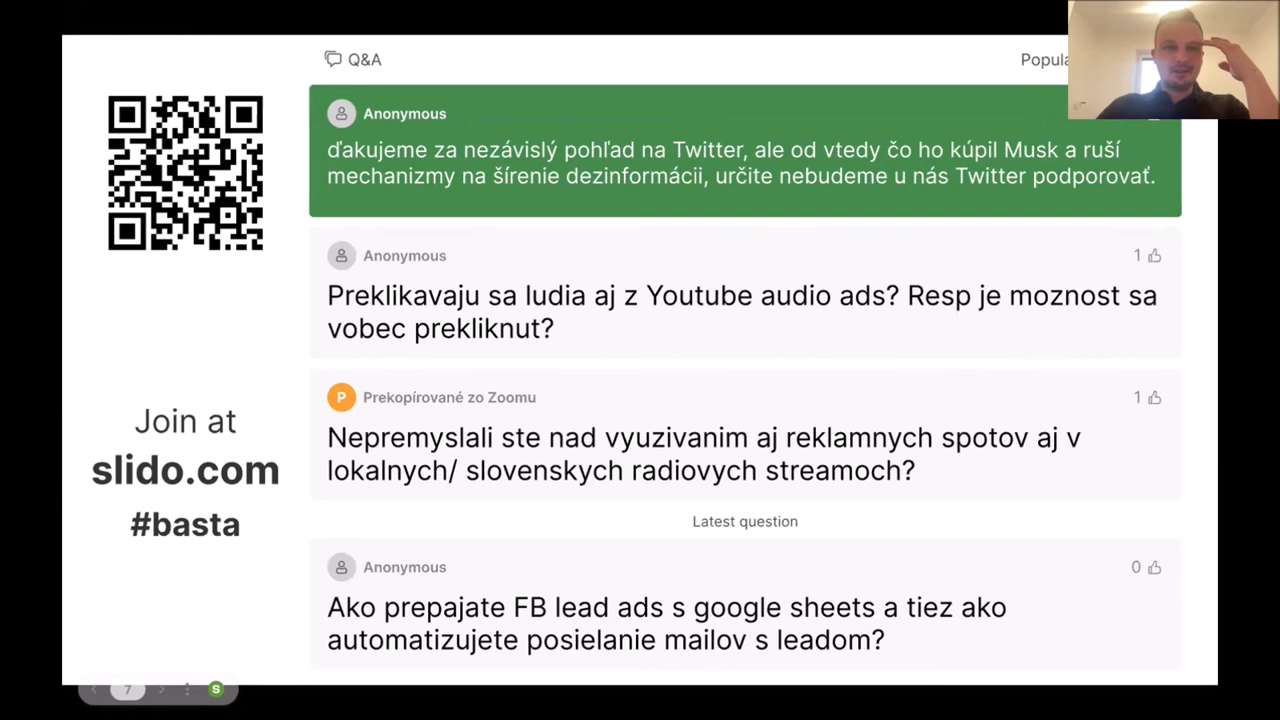 Q&A
Popula
Anonymous
ďakujeme za nezávislý pohľad na Twitter, ale od vtedy čo ho kúpil Musk a ruší
mechanizmy na šírenie dezinformácii, určite nebudeme u nás Twitter podporovať.
Anonymous
1
Preklikavaju sa ludia aj z Youtube audio ads? Resp je moznost sa
vobec prekliknut?
P Prekopírované zo Zoomu
1
Nepremyslali ste nad vyuzivanim aj reklamnych spotov aj v
lokalnych/ slovenskych radiovych streamoch?
Latest question
Anonymous
0
Ako prepajate FB lead ads s google sheets a tiez ako
automatizujete posielanie mailov s leadom?
Join at
slido.com
#basta
7
S